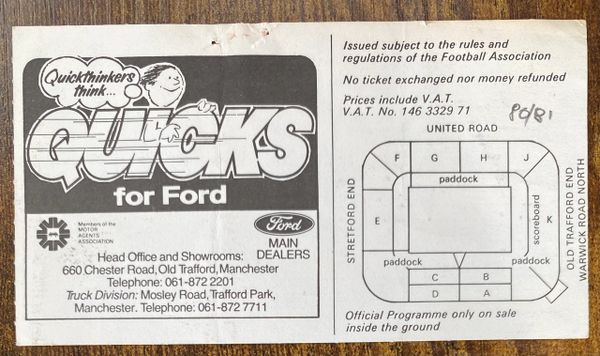 Quickthinkers
think...
QUICKS
for Ford
Members of the
MOTOR
AGENTS
ASSOCIATION
Ford
MAIN
DEALERS
Head Office and Showrooms:
660 Chester Road, Old Trafford, Manchester
Telephone: 061-872 2201
Truck Division: Mosley Road, Trafford Park,
Manchester. Telephone: 061-872 7711
Issued subject to the rules and
regulations of the Football Association
No ticket exchanged nor money refunded
Prices include V.A.T.
V.A.T. No. 146 3329 71
80/81
UNITED ROAD
F G H J
paddock
STRETFORD END
E
scoreboard
K
OLD TRAFFORD END
WARWICK ROAD NORTH
paddock
paddock
C B
D A
Official Programme only on sale
inside the ground